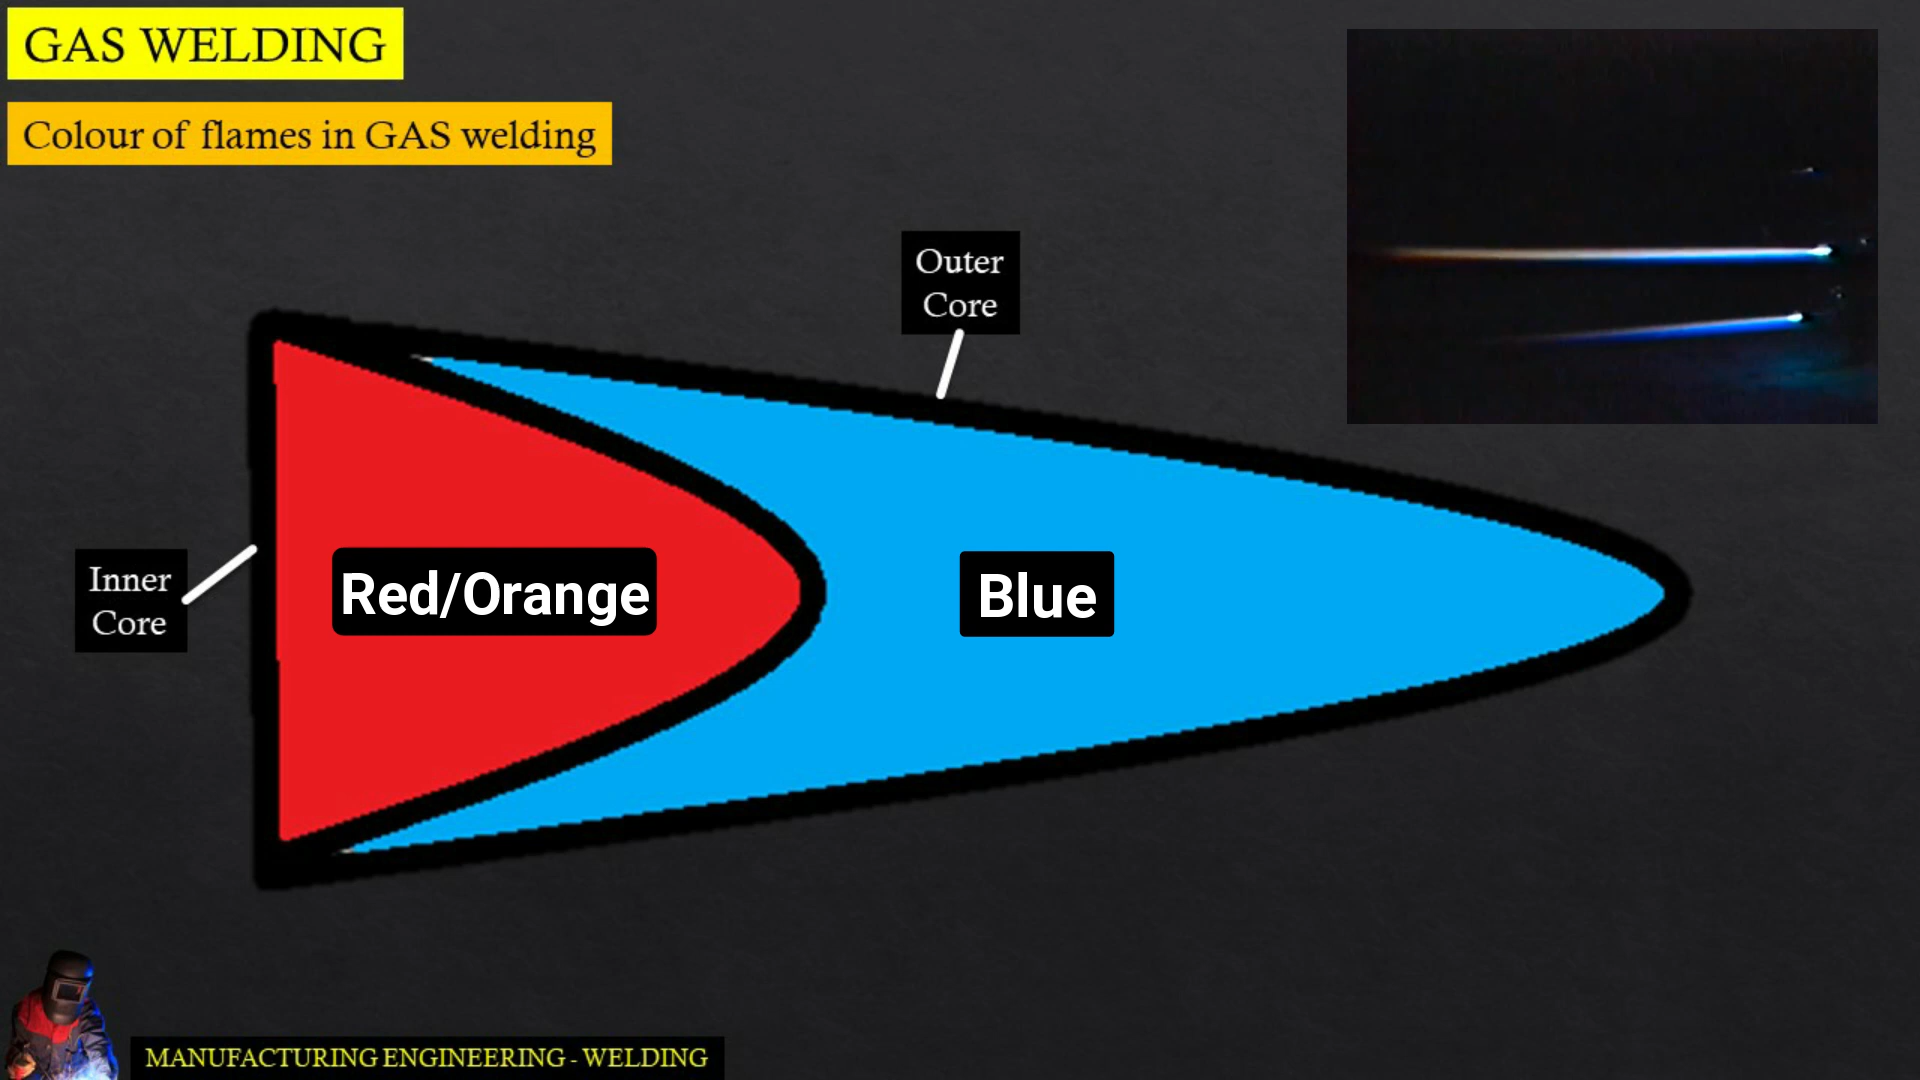 GAS WELDING
Colour of flames in GAS welding
Outer
Core
Inner
Core
Red/Orange
Blue
MANUFACTURING ENGINEERING - WELDING